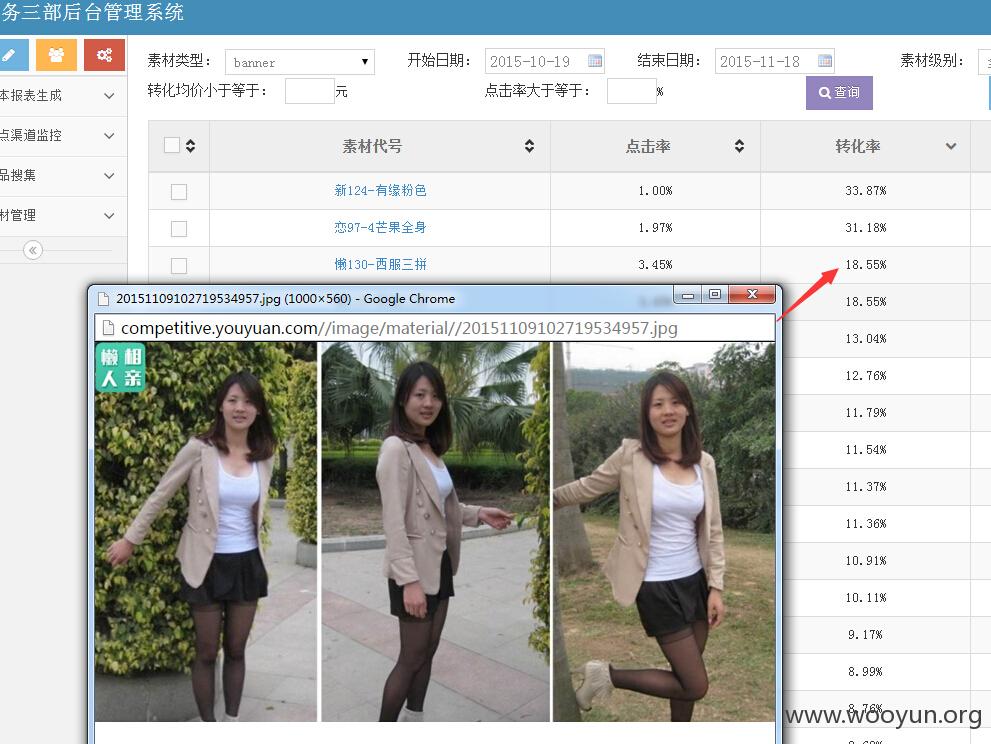 务三部后台管理系统
素材类型： banner 开始日期： 2015-10-19 结束日期： 2015-11-18 素材级别：
转化均价小于等于： 元 点击率大于等于： % 查询
本报表生成
点渠道监控
品搜集
材管理
素材代号 点击率 转化率
新124-有缘粉色 1.00% 33.87%
恋97-4芒果全身 1.97% 31.18%
懒130-西服三拼 3.45% 18.55%
18.55%
13.04%
12.76%
11.79%
11.54%
11.37%
11.36%
10.91%
10.11%
9.17%
8.99%
8.76%
20151109102719534957.jpg (1000×560) - Google Chrome
competitive.youyuan.com//image/material//20151109102719534957.jpg
懒相
人亲
www.wooyun.org